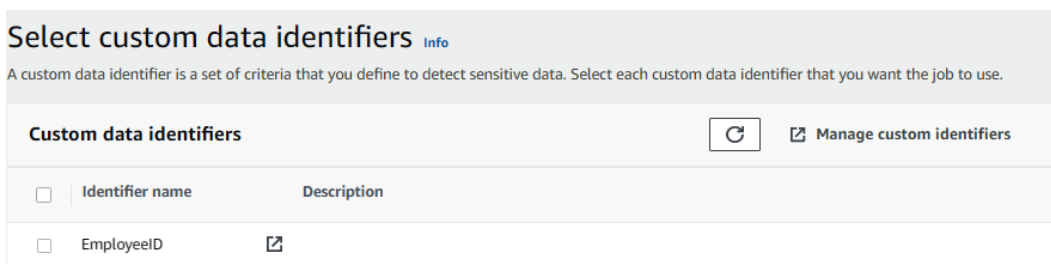 Select custom data identifiers Info
A custom data identifier is a set of criteria that you define to detect sensitive data. Select each custom data identifier that you want the job to use.
Custom data identifiers Manage custom identifiers
Identifier name Description
EmployeeID